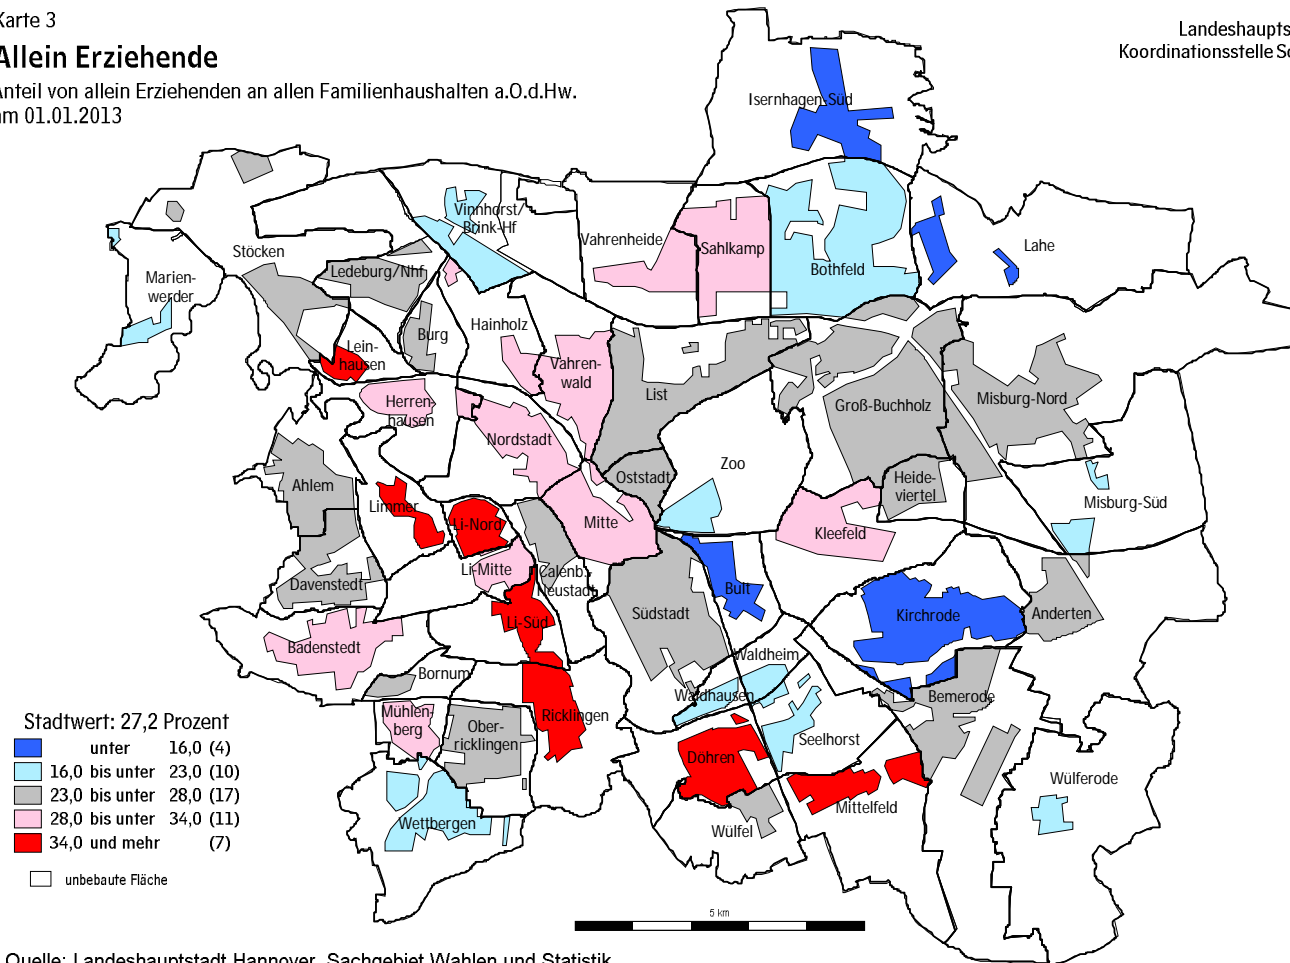 Karte 3
Allein Erziehende
Anteil von allein Erziehenden an allen Familienhaushalten a.O.d.Hw.
am 01.01.2013
Landeshaupts
Koordinationsstelle So
Isernhagen-Süd
Vinnhorst/
Brink-Hf
Vahrenheide
Sahlkamp
Bothfeld
Lahe
Stöcken
Ledeburg/Nhf
Marien-
werder
Hainholz
Burg
Lein-
hausen
Vahren-
wald
List
Groß-Buchholz
Misburg-Nord
Herren-
hausen
Nordstadt
Zoo
Oststadt
Heide-
viertel
Misburg-Süd
Ahlem
Limmer
Li-Nord
Mitte
Kleefeld
Li-Mitte
Calenb.-
Neustadt
Davenstedt
Bult
Südstadt
Kirchrode
Anderten
Li-Süd
Badenstedt
Waldheim
Bornum
Waldhausen
Bemerode
Mühlen-
berg
Ober-
ricklingen
Ricklingen
Seelhorst
Döhren
Wülferode
Mittelfeld
Wettbergen
Wülfel
Stadtwert: 27,2 Prozent
unter 16,0 (4)
16,0 bis unter 23,0 (10)
23,0 bis unter 28,0 (17)
28,0 bis unter 34,0 (11)
34,0 und mehr (7)
unbebaute Fläche
5 km
Quelle: Landeshauptstadt Hannover, Sachgebiet Wahlen und Statistik